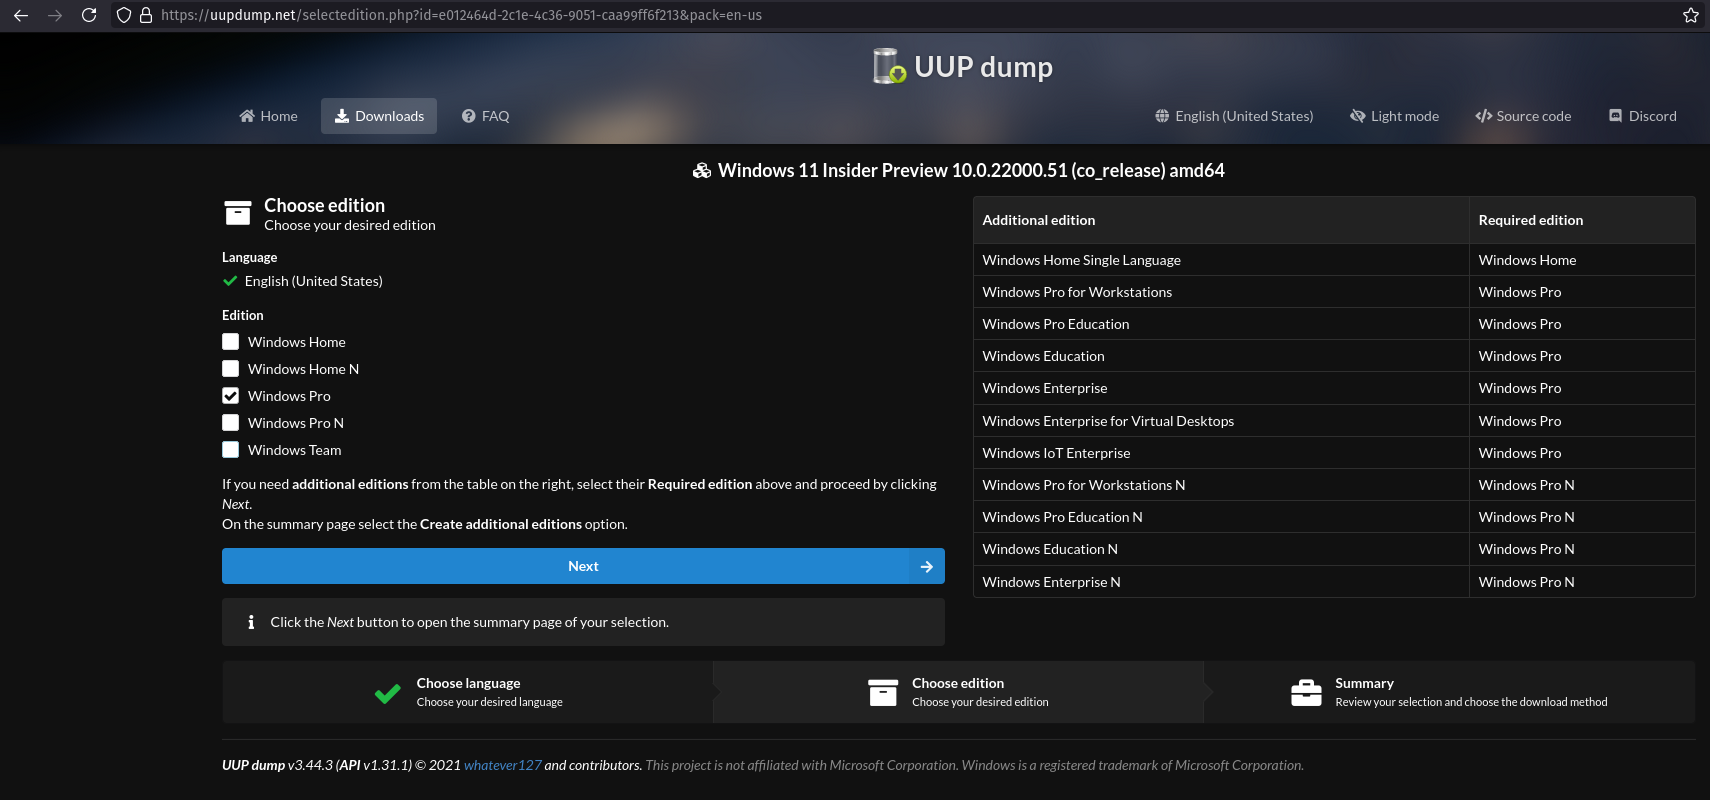 https://uupdump.net/selectedition.php?id=e012464d-2c1e-4c36-9051-caa99ff6f213&pack=en-us
UUP dump
Home Downloads FAQ English (United States) Light mode Source code Discord
Windows 11 Insider Preview 10.0.22000.51 (co_release) amd64
Choose edition
Choose your desired edition
Language
English (United States)
Edition
Windows Home
Windows Home N
Windows Pro
Windows Pro N
Windows Team
If you need additional editions from the table on the right, select their Required edition above and proceed by clicking
Next.
On the summary page select the Create additional editions option.
Next
Click the Next button to open the summary page of your selection.
Additional edition Required edition
Windows Home Single Language Windows Home
Windows Pro for Workstations Windows Pro
Windows Pro Education Windows Pro
Windows Education Windows Pro
Windows Enterprise Windows Pro
Windows Enterprise for Virtual Desktops Windows Pro
Windows IoT Enterprise Windows Pro
Windows Pro for Workstations N Windows Pro N
Windows Pro Education N Windows Pro N
Windows Education N Windows Pro N
Windows Enterprise N Windows Pro N
Choose language
Choose your desired language
Choose edition
Choose your desired edition
Summary
Review your selection and choose the download method
UUP dump v3.44.3 (API v1.31.1) © 2021 whatever127 and contributors. This project is not affiliated with Microsoft Corporation. Windows is a registered trademark of Microsoft Corporation.